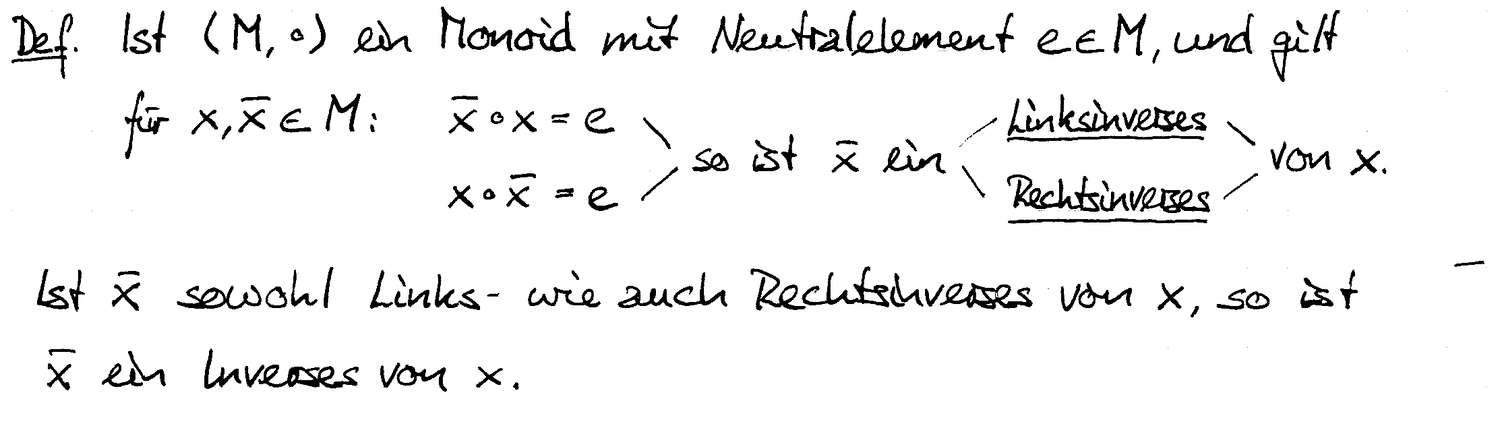 Def. Ist (M, ∘) ein Monoid mit Neutralelement e ∈ M, und gilt
für x, x̄ ∈ M: x̄ ∘ x = e
x ∘ x̄ = e
so ist x̄ ein
Linksinverses
Rechtsinverses
von x.
Ist x̄ sowohl Links- wie auch Rechtsinverses von x, so ist
x̄ ein Inverses von x.